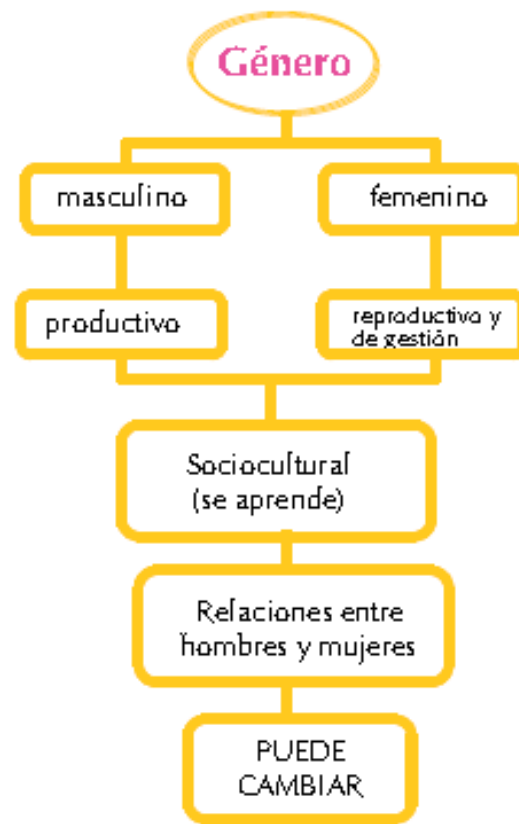 Género
masculino
femenino
productivo
reproductivo y
de gestión
Sociocultural
(se aprende)
Relaciones entre
hombres y mujeres
PUEDE
CAMBIAR